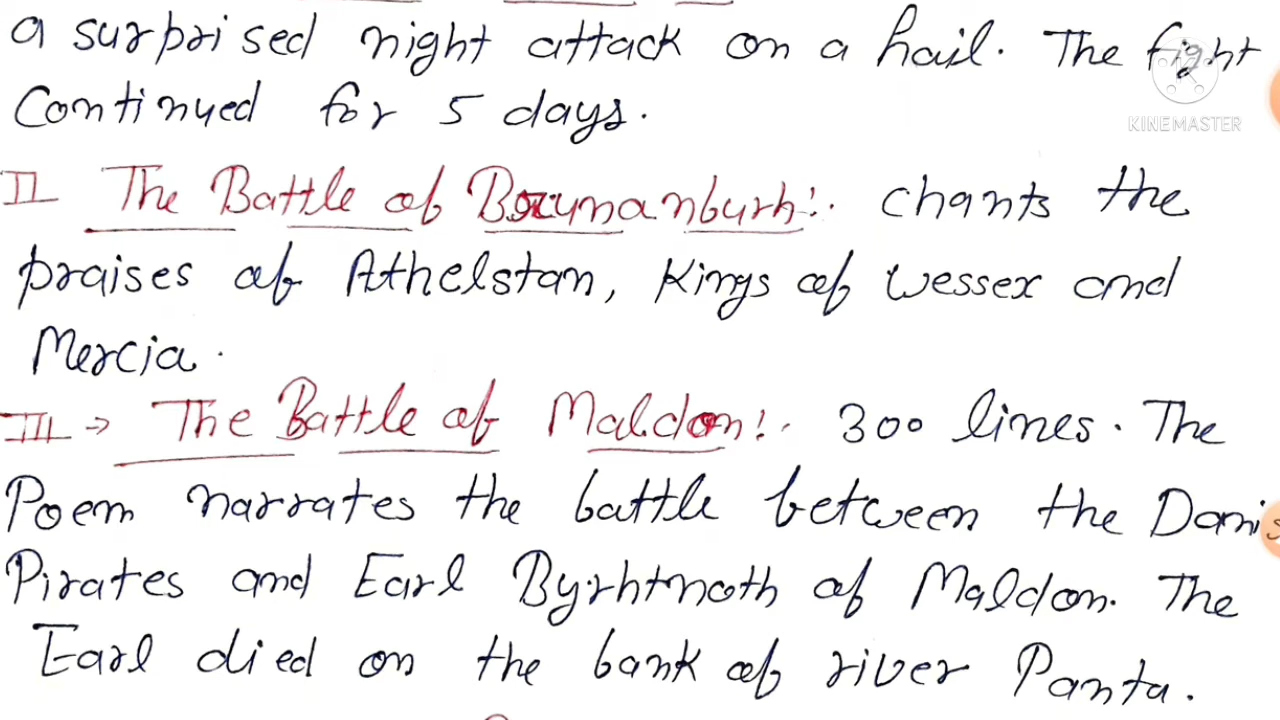 a surprised night attack on a hail. The fight
KINEMASTER
Continued for 5 days.
II The Battle of Brunanburh:. chants the
praises of Athelstan, Kings of Wessex and
Mercia.
III → The Battle of Maldon:. 300 lines. The
Poem narrates the battle between the Danis
Pirates and Earl Byrhtnoth of Maldon. The
Earl died on the bank of river Panta.